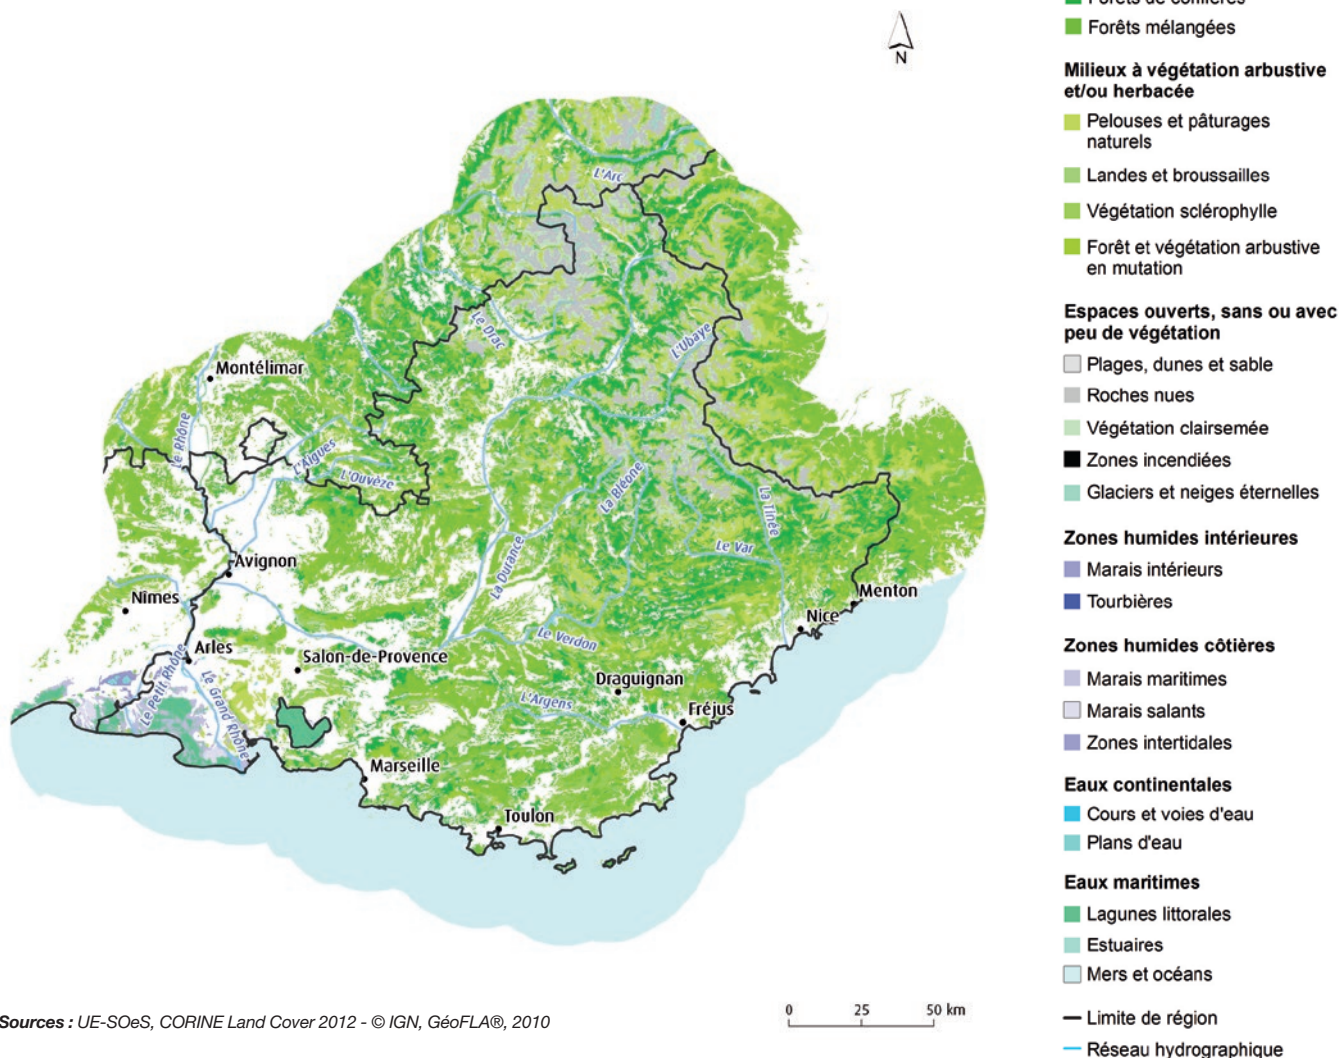 Forêts de conifères
Forêts mélangées
Milieux à végétation arbustive
et/ou herbacée
Pelouses et pâturages
naturels
Landes et broussailles
Végétation sclérophylle
Forêt et végétation arbustive
en mutation
Espaces ouverts, sans ou avec
peu de végétation
Plages, dunes et sable
Roches nues
Végétation clairsemée
Zones incendiées
Glaciers et neiges éternelles
Zones humides intérieures
Marais intérieurs
Tourbières
Zones humides côtières
Marais maritimes
Marais salants
Zones intertidales
Eaux continentales
Cours et voies d'eau
Plans d'eau
Eaux maritimes
Lagunes littorales
Estuaires
Mers et océans
Limite de région
Réseau hydrographique
N
L'Arc
Le Drac
L'Ubaye
Montélimar
Le Rhône
L'Aigues
L'Ouvèze
La Bléone
La Tinée
Le Var
La Durance
Avignon
Nîmes
Menton
Nice
Arles
Salon-de-Provence
Le Verdon
Le Petit Rhône
Le Grand Rhône
Draguignan
L'Argens
Fréjus
Marseille
Toulon
0 25 50 km
Sources : UE-SOeS, CORINE Land Cover 2012 - © IGN, GéoFLA®, 2010